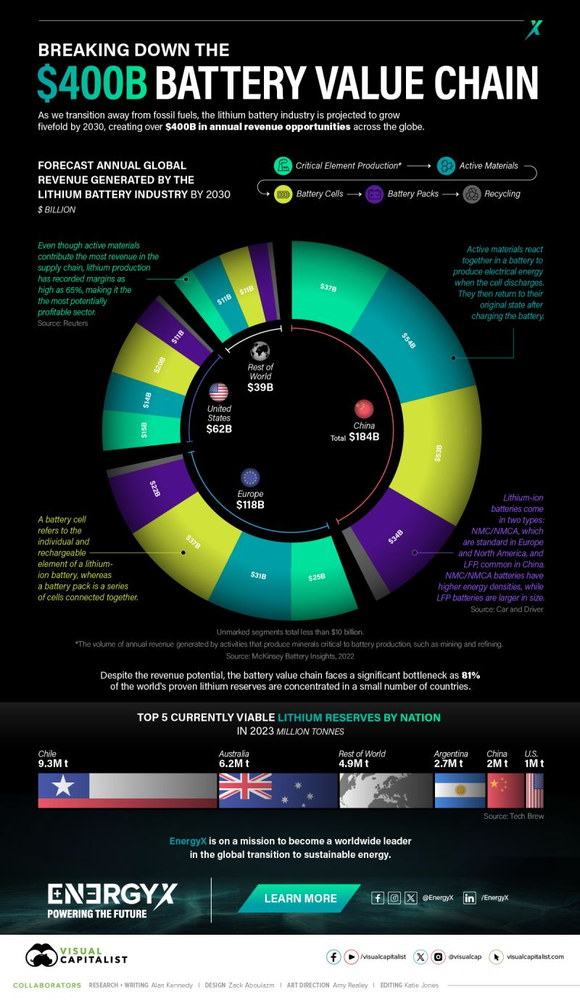 BREAKING DOWN THE
$400B BATTERY VALUE CHAIN
As we transition away from fossil fuels, the lithium battery industry is projected to grow
fivefold by 2030, creating over $400B in annual revenue opportunities across the globe.
FORECAST ANNUAL GLOBAL
REVENUE GENERATED BY THE
LITHIUM BATTERY INDUSTRY BY 2030
$ BILLION
Critical Element Production*
Active Materials
Battery Cells
Battery Packs
Recycling
Even though active materials
contribute the most revenue in the
supply chain, lithium production
has recorded margins as
high as 65%, making it the
the most potentially
profitable sector.
Source: Reuters
Active materials react
together in a battery to
produce electrical energy
when the cell discharges.
They then return to their
original state after
charging the battery.
$37B
$54B
$53B
$34B
$11B
$11B
$11B
$20B
$14B
$15B
$22B
$37B
$31B
$25B
Rest of
World
$39B
United
States
$62B
China
Total $184B
Europe
$118B
A battery cell
refers to the
individual and
rechargeable
element of a lithium-
ion battery, whereas
a battery pack is a series
of cells connected together.
Lithium-ion
batteries come
in two types:
NMC/NMCA, which
are standard in Europe
and North America, and
LFP, common in China.
NMC/NMCA batteries have
higher energy densities, while
LFP batteries are larger in size.
Source: Car and Driver
Unmarked segments total less than $10 billion.
*The volume of annual revenue generated by activities that produce minerals critical to battery production, such as mining and refining.
Source: McKinsey Battery Insights, 2022
Despite the revenue potential, the battery value chain faces a significant bottleneck as 81%
of the world's proven lithium reserves are concentrated in a small number of countries.
TOP 5 CURRENTLY VIABLE LITHIUM RESERVES BY NATION
IN 2023 MILLION TONNES
Chile
9.3M t
Australia
6.2M t
Rest of World
4.9M t
Argentina
2.7M t
China
2M t
U.S.
1M t
Source: Tech Brew
EnergyX is on a mission to become a worldwide leader
in the global transition to sustainable energy.
ENERGYX
POWERING THE FUTURE
LEARN MORE
@EnergyX
/EnergyX
VISUAL
CAPITALIST
/visualcapitalist
@visualcap
visualcapitalist.com
COLLABORATORS RESEARCH + WRITING Alan Kennedy | DESIGN Zack Aboulazm | ART DIRECTION Amy Realey | EDITING Katie Jones